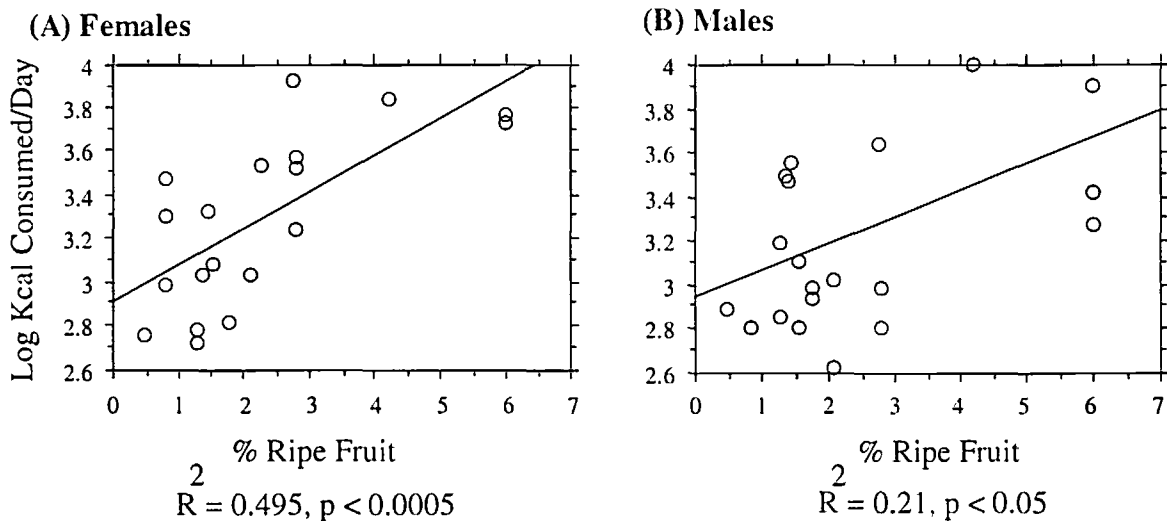 (A) Females
4
3.8
3.6
3.4
3.2
3
2.8
2.6
Log Kcal Consumed/Day
0 1 2 3 4 5 6 7
% Ripe Fruit
R² = 0.495, p < 0.0005
(B) Males
4
3.8
3.6
3.4
3.2
3
2.8
2.6
0 1 2 3 4 5 6 7
% Ripe Fruit
R² = 0.21, p < 0.05